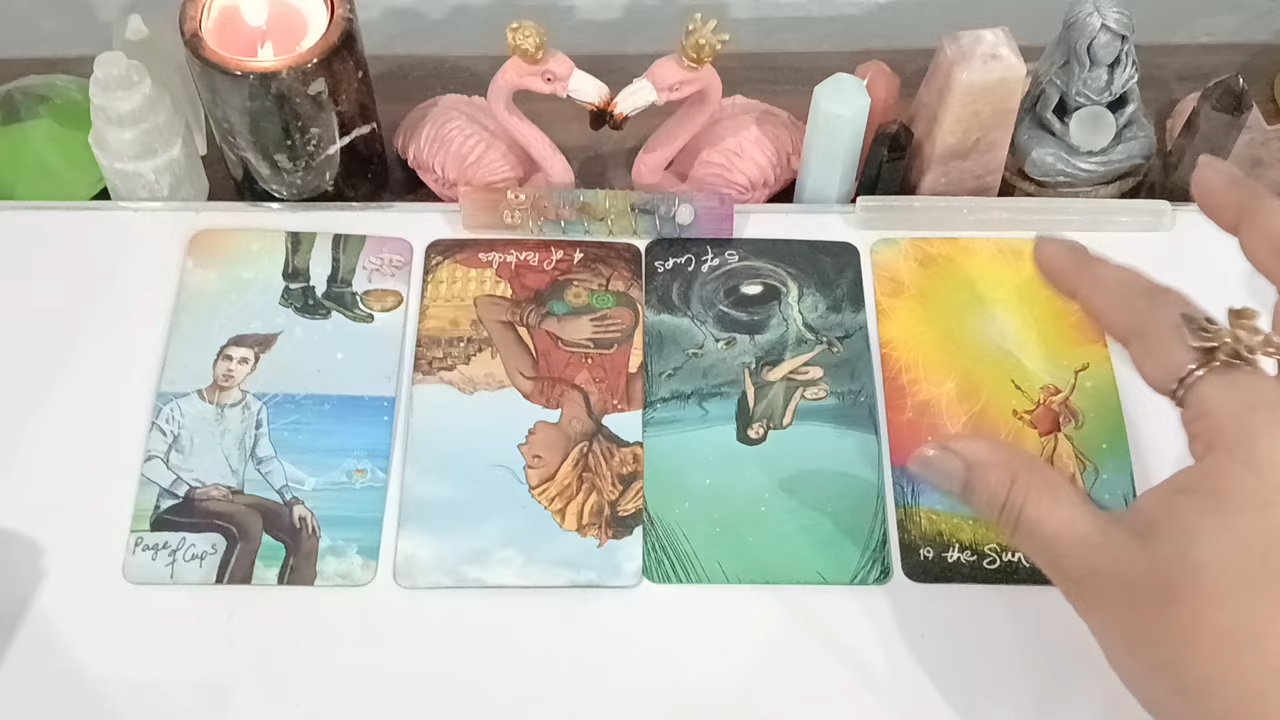 Page
of
Cups
4 of Pentacles
5 of Cups
19 the Sun